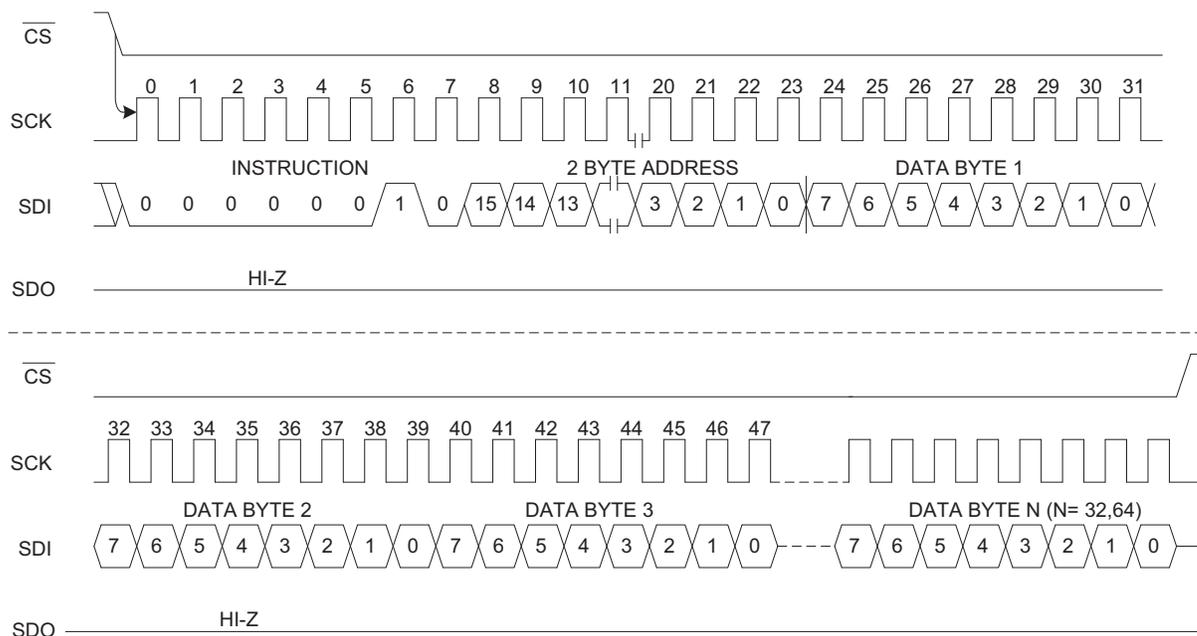 CS
0 1 2 3 4 5 6 7 8 9 10 11 20 21 22 23 24 25 26 27 28 29 30 31
SCK
INSTRUCTION 2 BYTE ADDRESS DATA BYTE 1
SDI 0 0 0 0 0 0 1 0 15 14 13 3 2 1 0 7 6 5 4 3 2 1 0
HI-Z
SDO
CS
32 33 34 35 36 37 38 39 40 41 42 43 44 45 46 47
SCK
DATA BYTE 2 DATA BYTE 3 DATA BYTE N (N= 32,64)
SDI 7 6 5 4 3 2 1 0 7 6 5 4 3 2 1 0 7 6 5 4 3 2 1 0
HI-Z
SDO